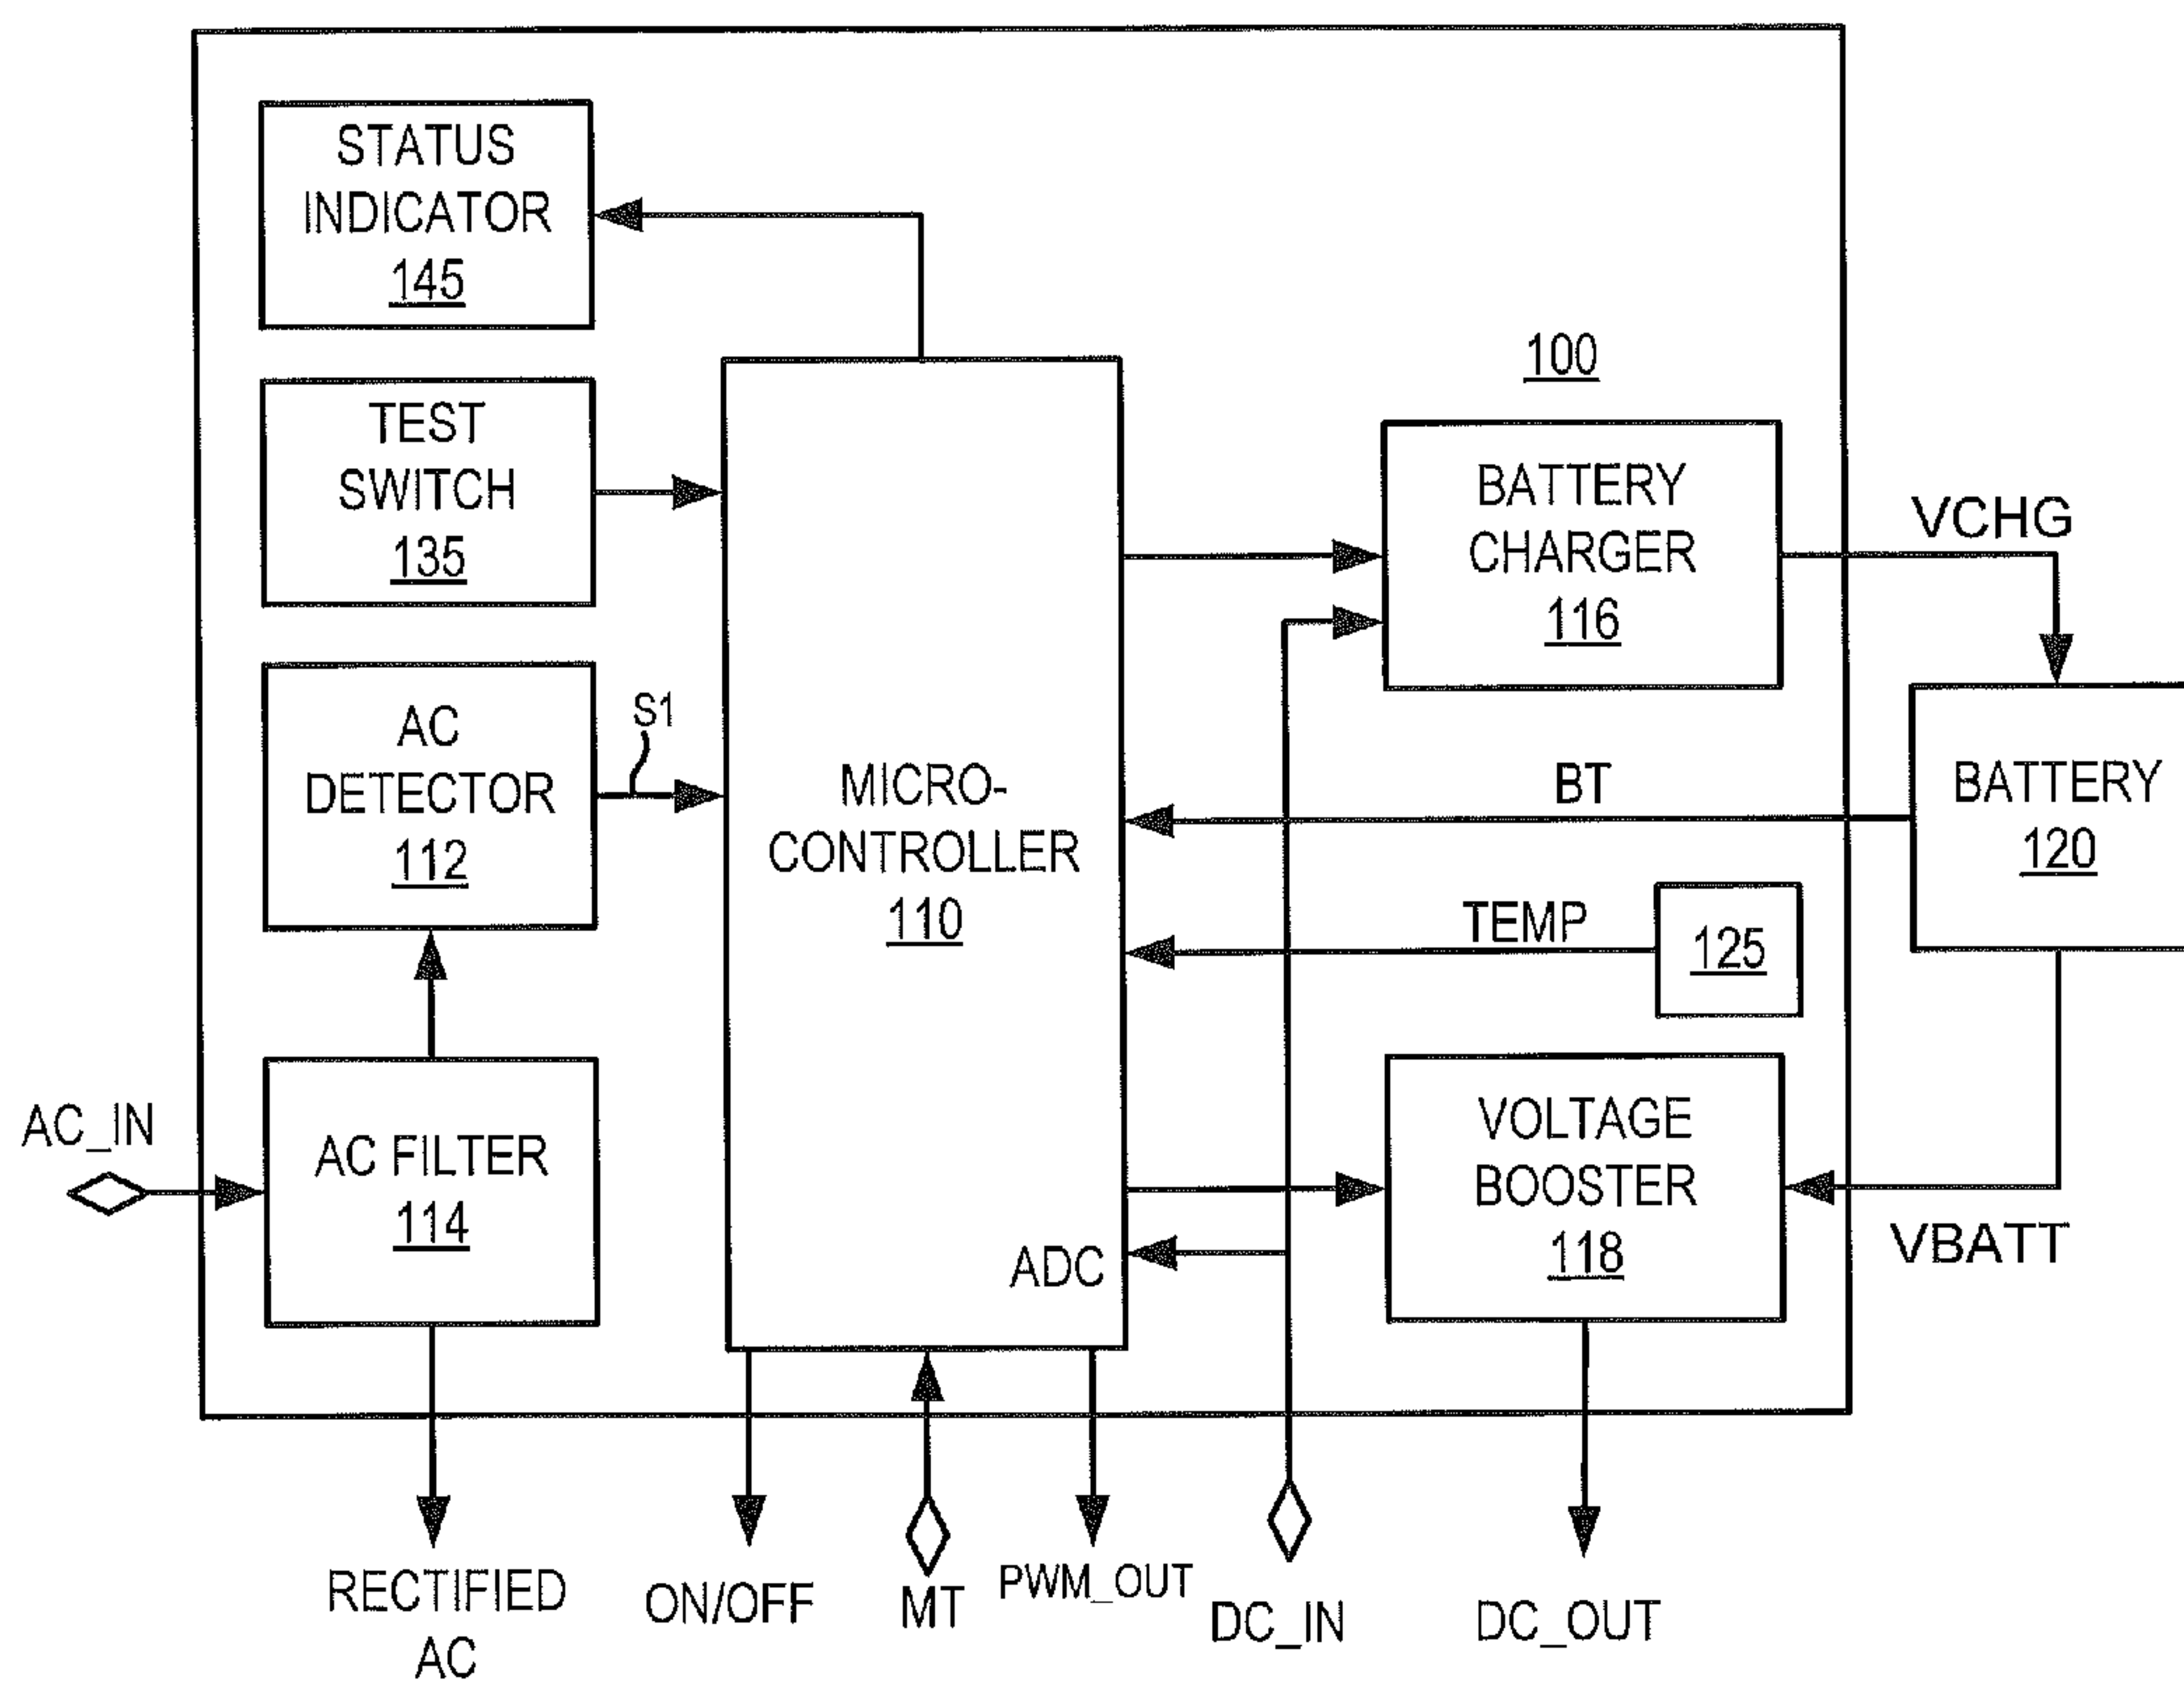 STATUS
INDICATOR
145
TEST
SWITCH
135
AC
DETECTOR
112
S1
AC_IN
AC FILTER
114
MICRO-
CONTROLLER
110
ADC
100
BATTERY
CHARGER
116
VCHG
BT
BATTERY
120
TEMP
125
VOLTAGE
BOOSTER
118
VBATT
RECTIFIED
AC
ON/OFF
MT
PWM_OUT
DC_IN
DC_OUT